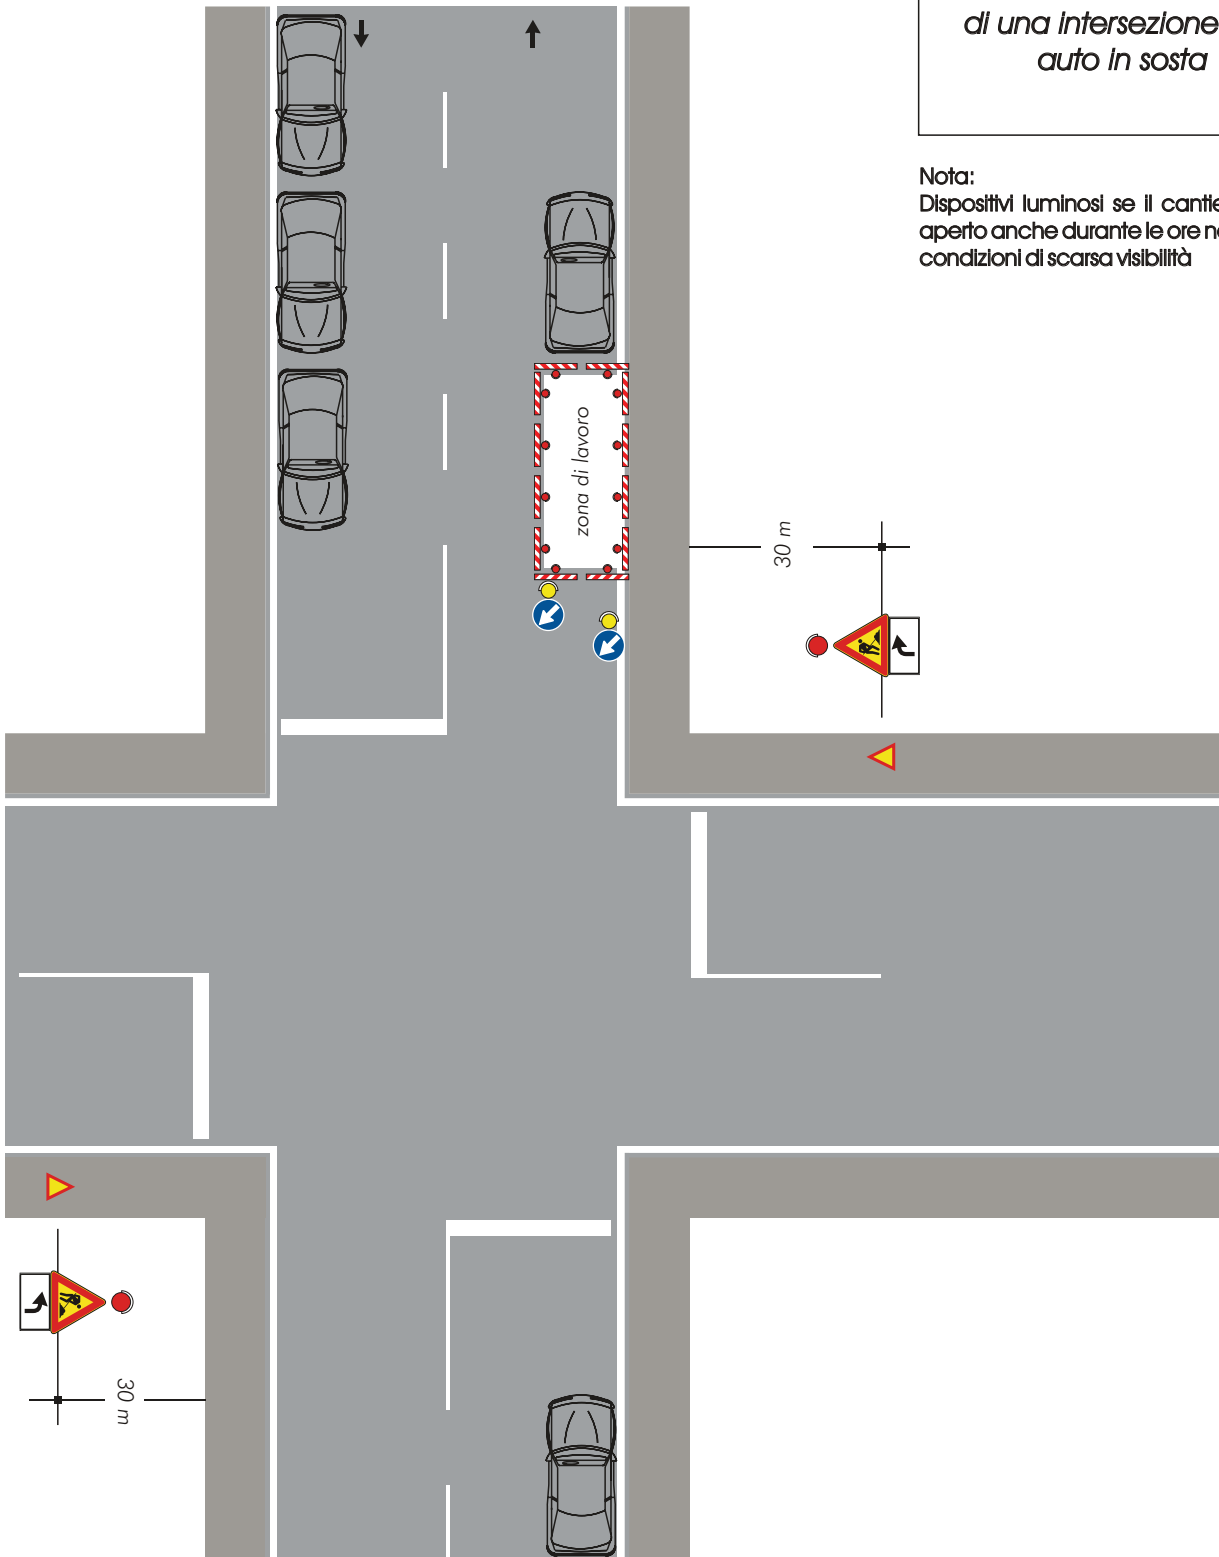 di una intersezione
auto in sosta
Nota:
Dispositivi luminosi se il
aperto anche durante le ore
condizioni di scarsa visibilità
zona di lavoro
30 m
30 m